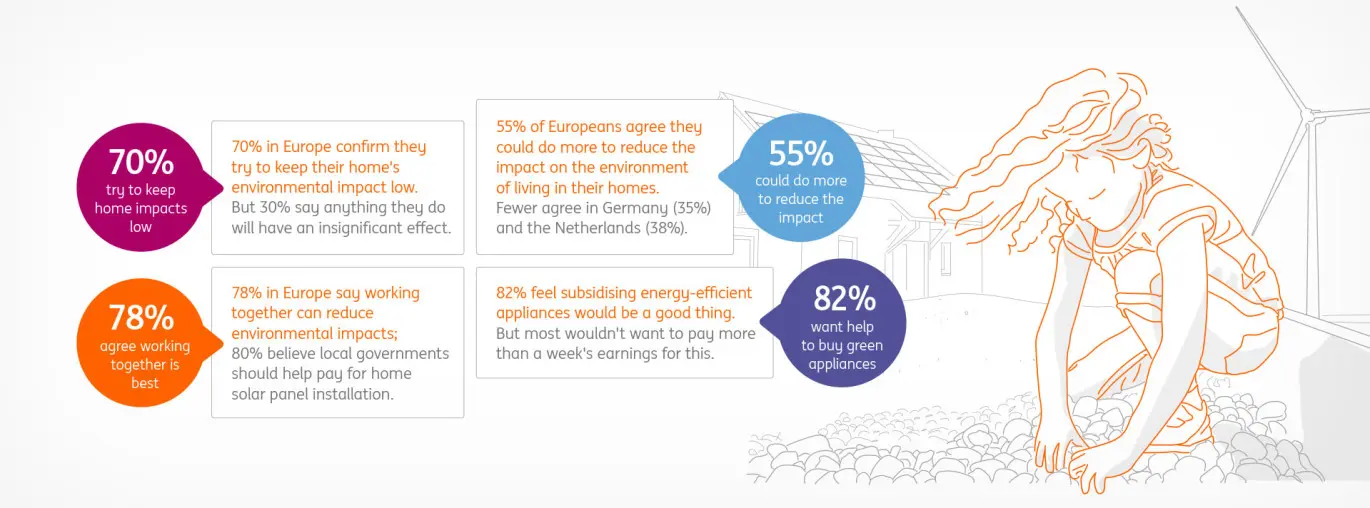 70%
try to keep
home impacts
low
70% in Europe confirm they
try to keep their home's
environmental impact low.
But 30% say anything they do
will have an insignificant effect.
55% of Europeans agree they
could do more to reduce the
impact on the environment
of living in their homes.
Fewer agree in Germany (35%)
and the Netherlands (38%).
55%
could do more
to reduce the
impact
78%
agree working
together is
best
78% in Europe say working
together can reduce
environmental impacts;
80% believe local governments
should help pay for home
solar panel installation.
82% feel subsidising energy-efficient
appliances would be a good thing.
But most wouldn't want to pay more
than a week's earnings for this.
82%
want help
to buy green
appliances